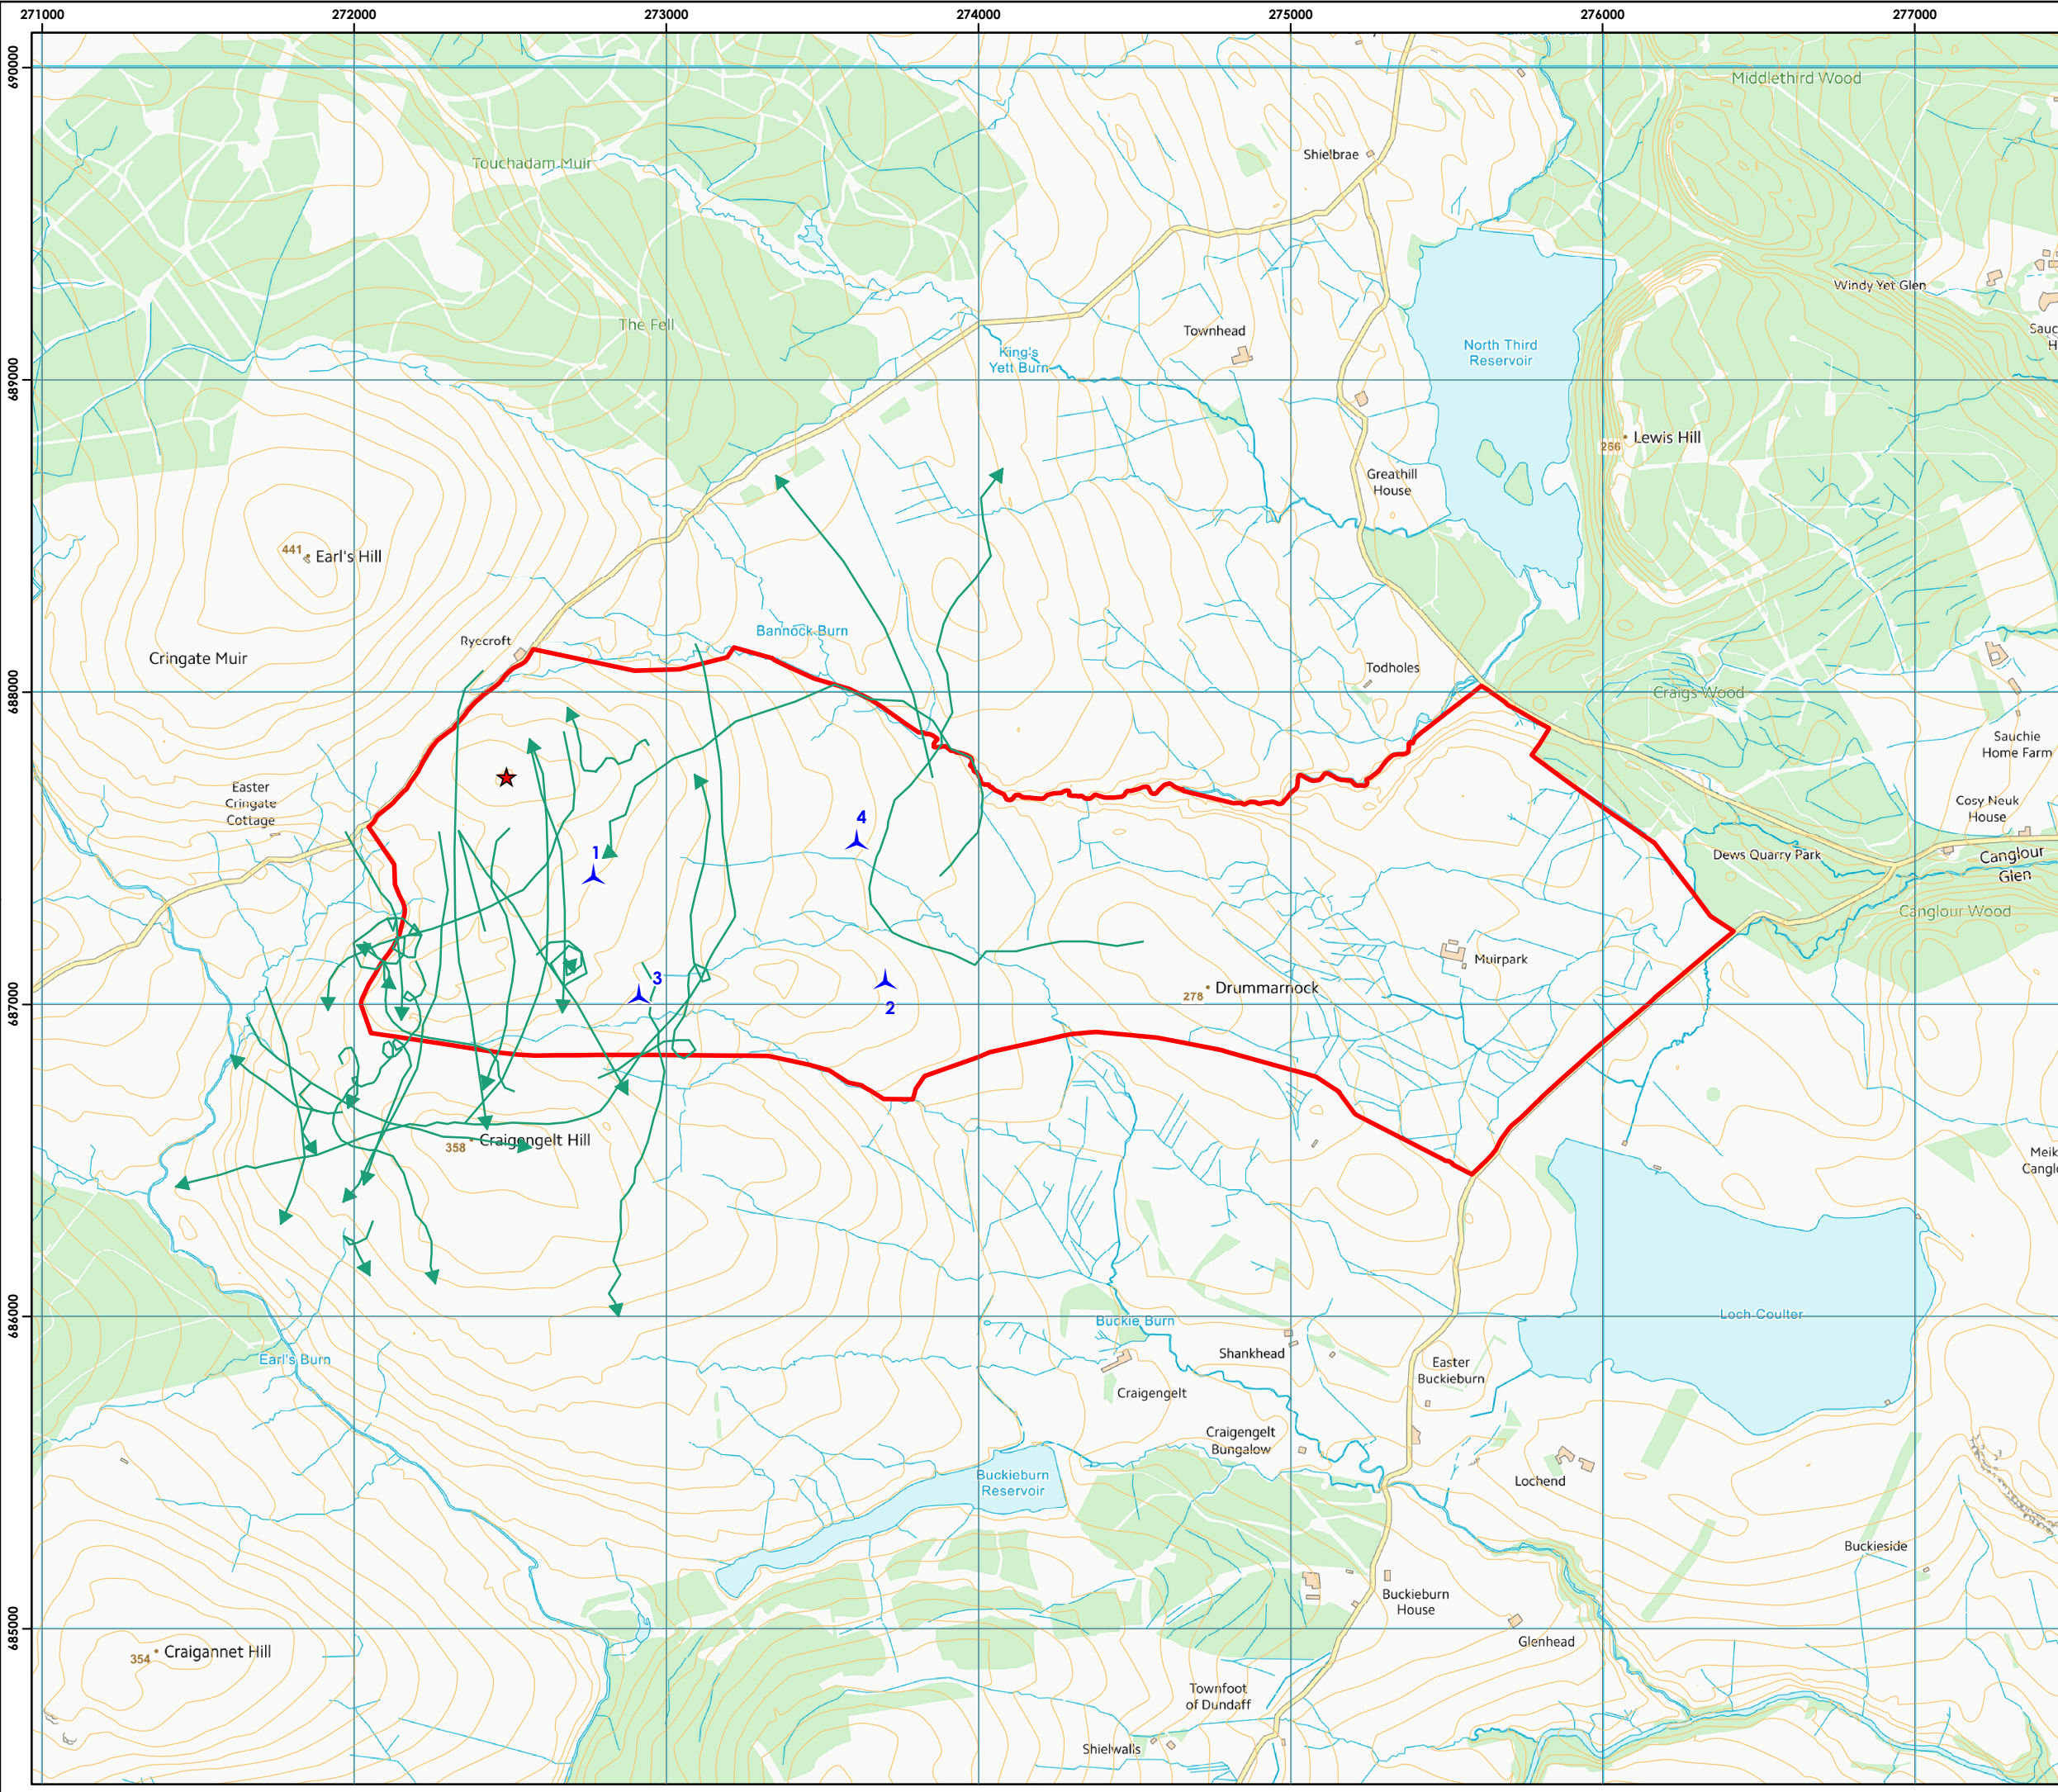 271000 272000 273000 274000 275000 276000 277000
690000
689000
688000
687000
686000
685000
Middlethird Wood
Touchadam Muir
Shielbrae
Windy Yet Glen
Sauc
H
The Fell
Townhead
King's
Yett Burn
North Third
Reservoir
266
Lewis Hill
Greathill
House
441
Earl's Hill
Ryecroft
Bannock Burn
Cringate Muir
Todholes
Craigs Wood
Sauchie
Home Farm
Easter
Cringate
Cottage
Cosy Neuk
House
4
1
Dews Quarry Park
Canglour
Glen
Canglour Wood
Muirpark
3
2
278
Drummarnock
358
Craigengelt Hill
Meik
Canglo
Buckie Burn
Loch Coulter
Shankhead
Earl's Burn
Easter
Buckieburn
Craigengelt
Craigengelt
Bungalow
Buckieburn
Reservoir
Lochend
Buckieside
Buckieburn
House
Glenhead
354
Craigannet Hill
Townfoot
of Dundaff
Shielwalls